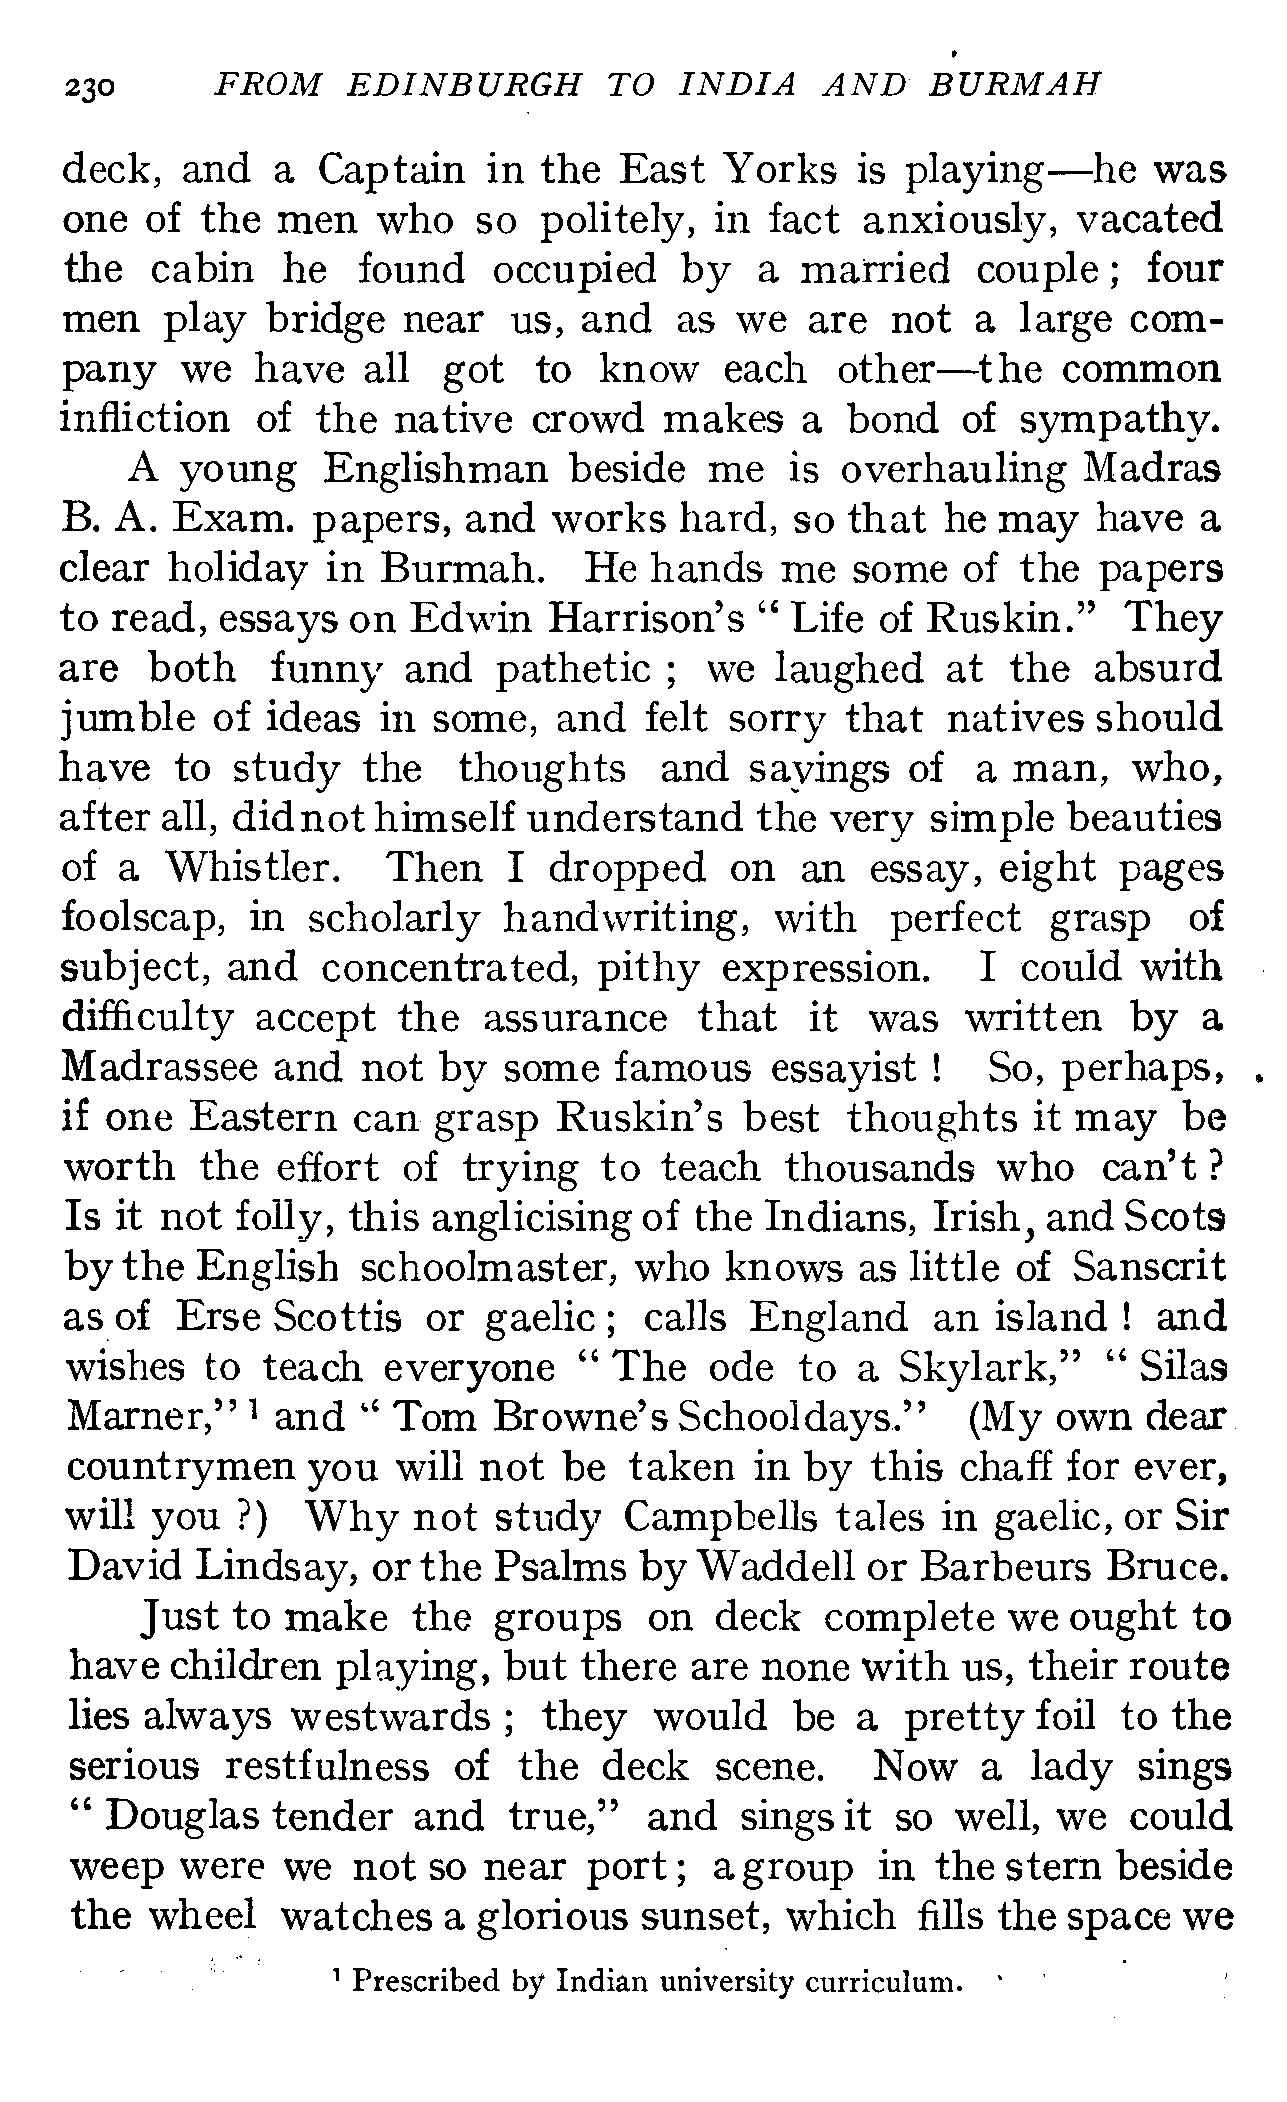 230 FROM EDINBURGH TO INDIA AND BURMAH
deck, and a Captain in the East Yorks is playing—he was
one of the men who so politely, in fact anxiously, vacated
the cabin he found occupied by a married couple ; four
men play bridge near us, and as we are not a large com-
pany we have all got to know each other—the common
infliction of the native crowd makes a bond of sympathy.
A young Englishman beside me is overhauling Madras
B. A. Exam. papers, and works hard, so that he may have a
clear holiday in Burmah. He hands me some of the papers
to read, essays on Edwin Harrison's “ Life of Ruskin.” They
are both funny and pathetic ; we laughed at the absurd
jumble of ideas in some, and felt sorry that natives should
have to study the thoughts and sayings of a man, who,
after all, did not himself understand the very simple beauties
of a Whistler. Then I dropped on an essay, eight pages
foolscap, in scholarly handwriting, with perfect grasp of
subject, and concentrated, pithy expression. I could with
difficulty accept the assurance that it was written by a
Madrassee and not by some famous essayist ! So, perhaps,
if one Eastern can grasp Ruskin's best thoughts it may be
worth the effort of trying to teach thousands who can't ?
Is it not folly, this anglicising of the Indians, Irish, and Scots
by the English schoolmaster, who knows as little of Sanscrit
as of Erse Scottis or gaelic ; calls England an island ! and
wishes to teach everyone “ The ode to a Skylark,” “ Silas
Marner,” ¹ and “ Tom Browne's Schooldays.” (My own dear
countrymen you will not be taken in by this chaff for ever,
will you ?) Why not study Campbells tales in gaelic, or Sir
David Lindsay, or the Psalms by Waddell or Barbeurs Bruce.
Just to make the groups on deck complete we ought to
have children playing, but there are none with us, their route
lies always westwards ; they would be a pretty foil to the
serious restfulness of the deck scene. Now a lady sings
“ Douglas tender and true,” and sings it so well, we could
weep were we not so near port ; a group in the stern beside
the wheel watches a glorious sunset, which fills the space we
¹ Prescribed by Indian university curriculum.